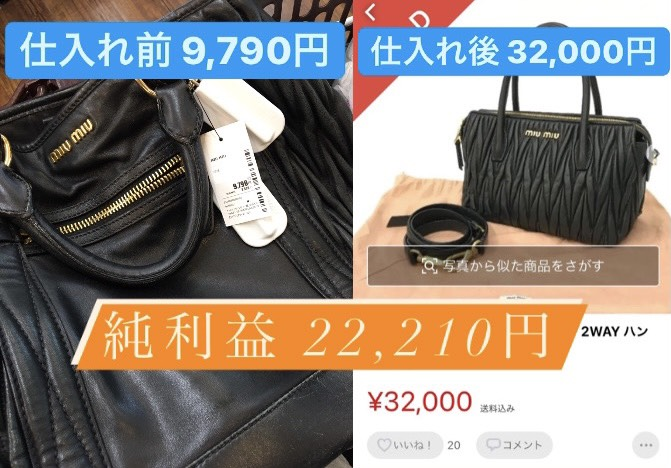 仕入れ前 9,790円
仕入れ後 32,000円
D
miu miu
miu miu
9,790
写真から似た商品をさがす
純利益 22,210円
2WAY ハン
¥32,000 送料込み
いいね！ 20 コメント